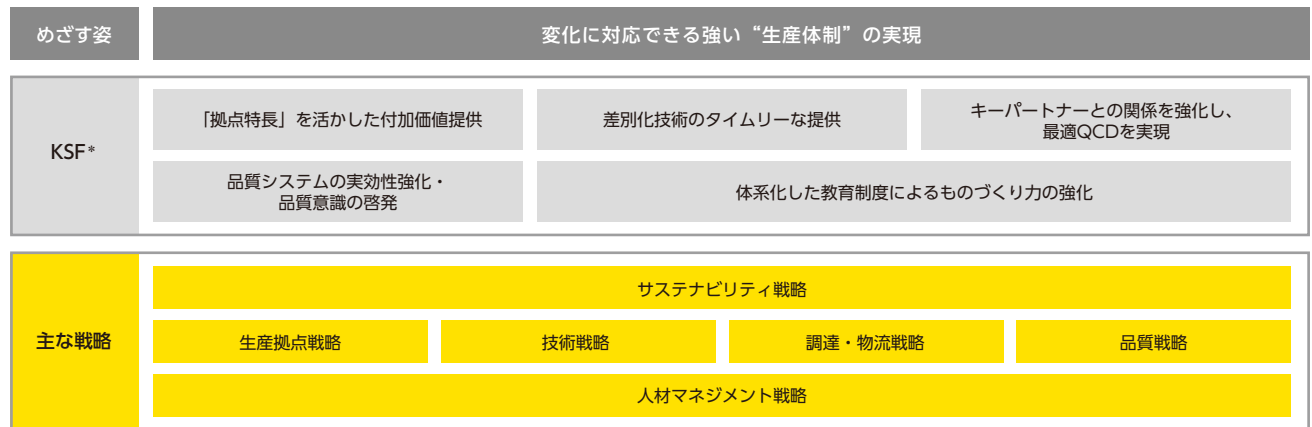 めざす姿
変化に対応できる強い“生産体制”の実現
KSF*
「拠点特長」を活かした付加価値提供
差別化技術のタイムリーな提供
キーパートナーとの関係を強化し、
最適QCDを実現
品質システムの実効性強化・
品質意識の啓発
体系化した教育制度によるものづくり力の強化
主な戦略
サステナビリティ戦略
生産拠点戦略
技術戦略
調達・物流戦略
品質戦略
人材マネジメント戦略